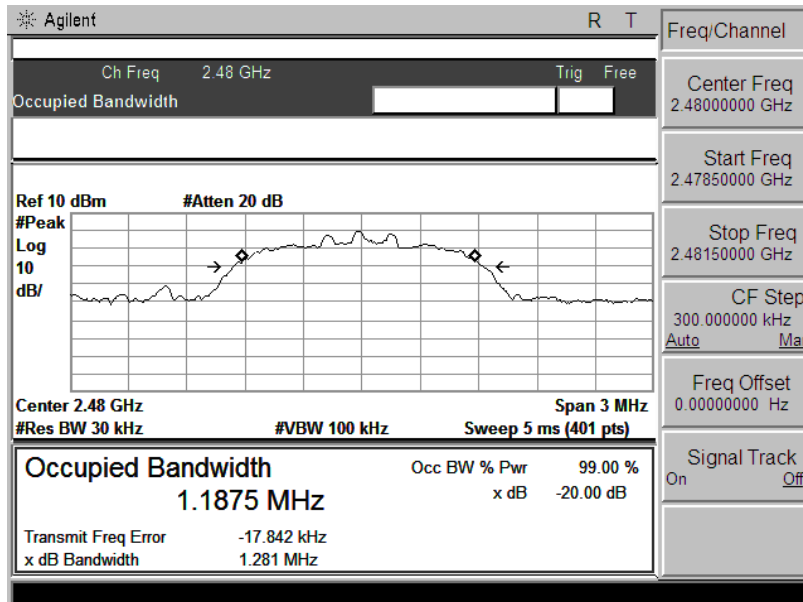 Agilent R T
Freq/Channel
Ch Freq 2.48 GHz Trig Free
Occupied Bandwidth
Center Freq
2.48000000 GHz
Start Freq
2.47850000 GHz
Ref 10 dBm #Atten 20 dB
#Peak
Log
10
dB/
Stop Freq
2.48150000 GHz
CF Step
300.000000 kHz
Auto Ma
Center 2.48 GHz Span 3 MHz
#Res BW 30 kHz #VBW 100 kHz Sweep 5 ms (401 pts)
Freq Offset
0.00000000 Hz
Occupied Bandwidth
1.1875 MHz
Occ BW % Pwr 99.00 %
x dB -20.00 dB
Transmit Freq Error -17.842 kHz
x dB Bandwidth 1.281 MHz
Signal Track
On Off